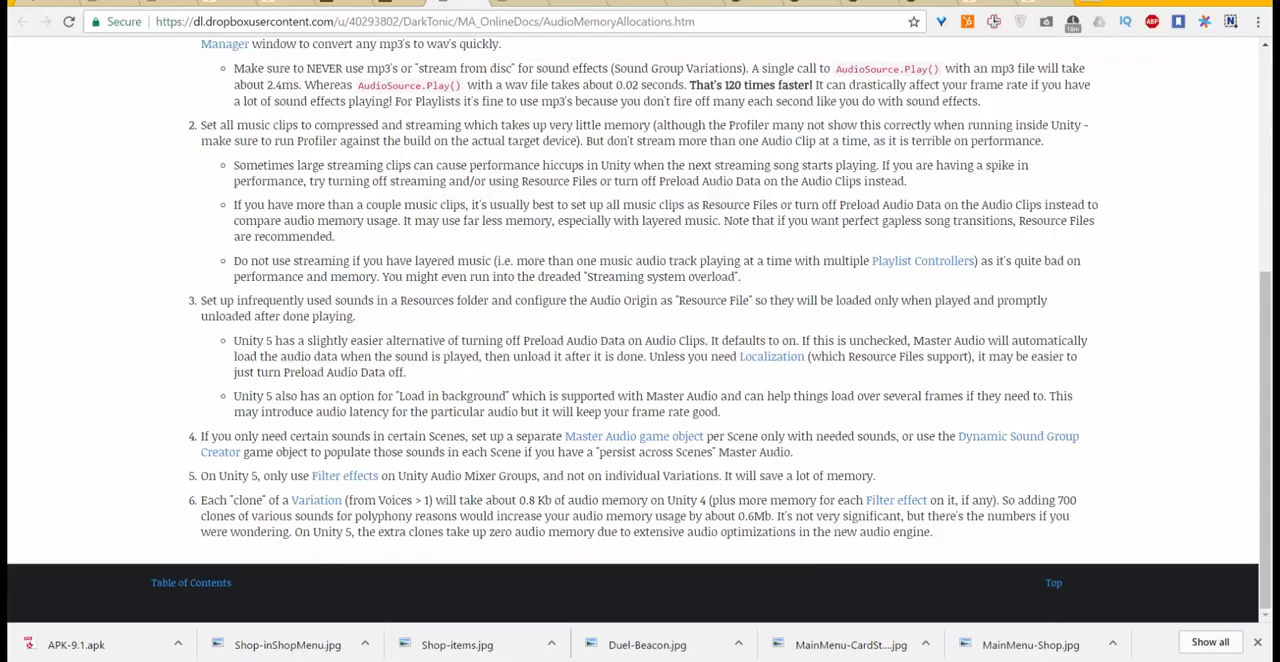 Secure https://dl.dropboxusercontent.com/u/40293802/DarkTonic/MA_OnlineDocs/AudioMemoryAllocations.htm
IQ ABP N
18m
Manager window to convert any mp3's to wav's quickly.
Make sure to NEVER use mp3's or "stream from disc" for sound effects (Sound Group Variations). A single call to AudioSource.Play() with an mp3 file will take
about 2.4ms. Whereas AudioSource.Play() with a wav file takes about 0.02 seconds. That's 120 times faster! It can drastically affect your frame rate if you have
a lot of sound effects playing! For Playlists it's fine to use mp3's because you don't fire off many each second like you do with sound effects.
2. Set all music clips to compressed and streaming which takes up very little memory (although the Profiler many not show this correctly when running inside Unity -
make sure to run Profiler against the build on the actual target device). But don't stream more than one Audio Clip at a time, as it is terrible on performance.
Sometimes large streaming clips can cause performance hiccups in Unity when the next streaming song starts playing. If you are having a spike in
performance, try turning off streaming and/or using Resource Files or turn off Preload Audio Data on the Audio Clips instead.
If you have more than a couple music clips, it's usually best to set up all music clips as Resource Files or turn off Preload Audio Data on the Audio Clips instead to
compare audio memory usage. It may use far less memory, especially with layered music. Note that if you want perfect gapless song transitions, Resource Files
are recommended.
Do not use streaming if you have layered music (i.e. more than one music audio track playing at a time with multiple Playlist Controllers) as it's quite bad on
performance and memory. You might even run into the dreaded "Streaming system overload".
3. Set up infrequently used sounds in a Resources folder and configure the Audio Origin as "Resource File" so they will be loaded only when played and promptly
unloaded after done playing.
Unity 5 has a slightly easier alternative of turning off Preload Audio Data on Audio Clips. It defaults to on. If this is unchecked, Master Audio will automatically
load the audio data when the sound is played, then unload it after it is done. Unless you need Localization (which Resource Files support), it may be easier to
just turn Preload Audio Data off.
Unity 5 also has an option for "Load in background" which is supported with Master Audio and can help things load over several frames if they need to. This
may introduce audio latency for the particular audio but it will keep your frame rate good.
4. If you only need certain sounds in certain Scenes, set up a separate Master Audio game object per Scene only with needed sounds, or use the Dynamic Sound Group
Creator game object to populate those sounds in each Scene if you have a "persist across Scenes" Master Audio.
5. On Unity 5, only use Filter effects on Unity Audio Mixer Groups, and not on individual Variations. It will save a lot of memory.
6. Each "clone" of a Variation (from Voices > 1) will take about 0.8 Kb of audio memory on Unity 4 (plus more memory for each Filter effect on it, if any). So adding 700
clones of various sounds for polyphony reasons would increase your audio memory usage by about 0.6Mb. It's not very significant, but there's the numbers if you
were wondering. On Unity 5, the extra clones take up zero audio memory due to extensive audio optimizations in the new audio engine.
Table of Contents Top
APK-9.1.apk Shop-inShopMenu.jpg Shop-items.jpg Duel-Beacon.jpg MainMenu-CardSt....jpg MainMenu-Shop.jpg Show all